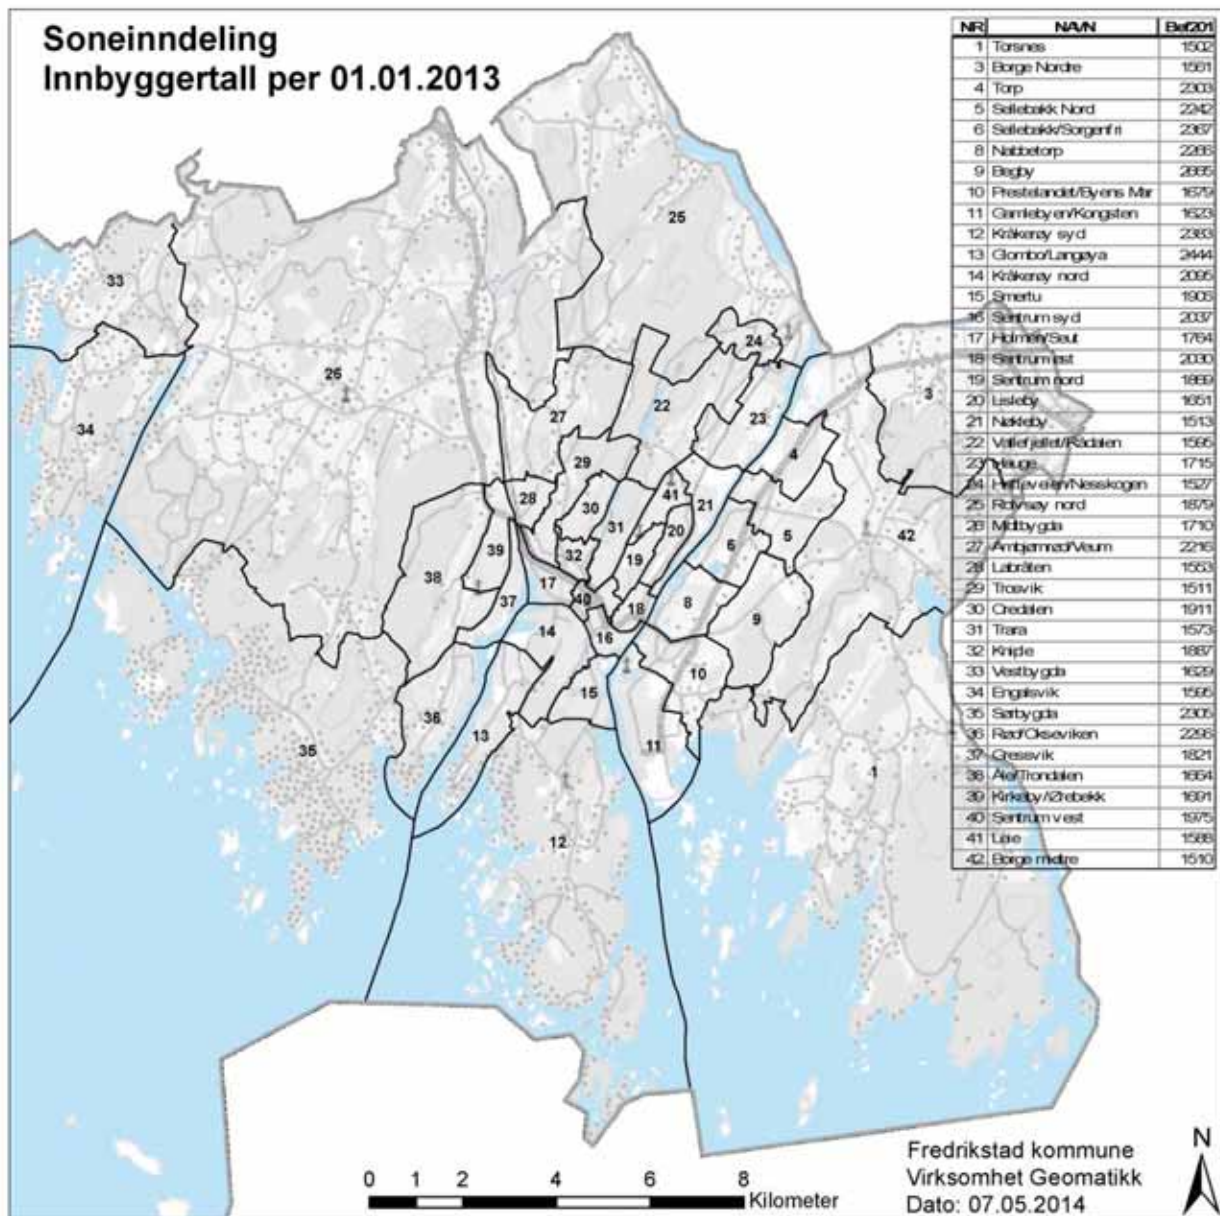 Soneinndeling
Innbyggertall per 01.01.2013
NR NAVN Bef201
1 Torsnes 1502
3 Borge Nordre 1561
4 Torp 2303
5 Sellebakk Nord 2242
6 Sellebakk/Sorgenfri 2367
8 Nabbetorp 2266
9 Begby 2665
10 Prestelandet/Byens Mar 1679
11 Gamlebyen/Kongsten 1623
12 Kråkerøy syd 2383
13 Glombo/Langøya 2444
14 Kråkerøy nord 2095
15 Smertu 1905
16 Sentrum syd 2037
17 Holmen/Seut 1764
18 Sentrum øst 2030
19 Sentrum nord 1869
20 Lisleby 1651
21 Nøkleby 1513
22 Vallefjellet/Rådalen 1595
23 Hauge 1715
24 Nesskogen 1527
25 Rolvsøy nord 1879
26 Midtbygda 1710
27 Ambjørnrød/Veum 2216
28 Labråten 1553
29 Trosvik 1511
30 Oredalen 1911
31 Trara 1573
32 Kniple 1887
33 Vestbygda 1629
34 Engalsvik 1595
35 Sørbygda 2305
36 Rød/Okseviken 2296
37 Gressvik 1821
38 Ale/Trondalen 1664
39 Kirkeby/Ørebekk 1691
40 Sentrum vest 1975
41 Leie 1588
42 Borge midtre 1510
25
33
24
26
3
22
23
34
27
4
29
41
28
30
21
31
20
5
42
39
32
6
19
38
17
37
40
18
8
9
14
16
10
15
36
13
35
11
1
12
0 1 2 4 6 8
Kilometer
N
Fredrikstad kommune
Virksomhet Geomatikk
Dato: 07.05.2014